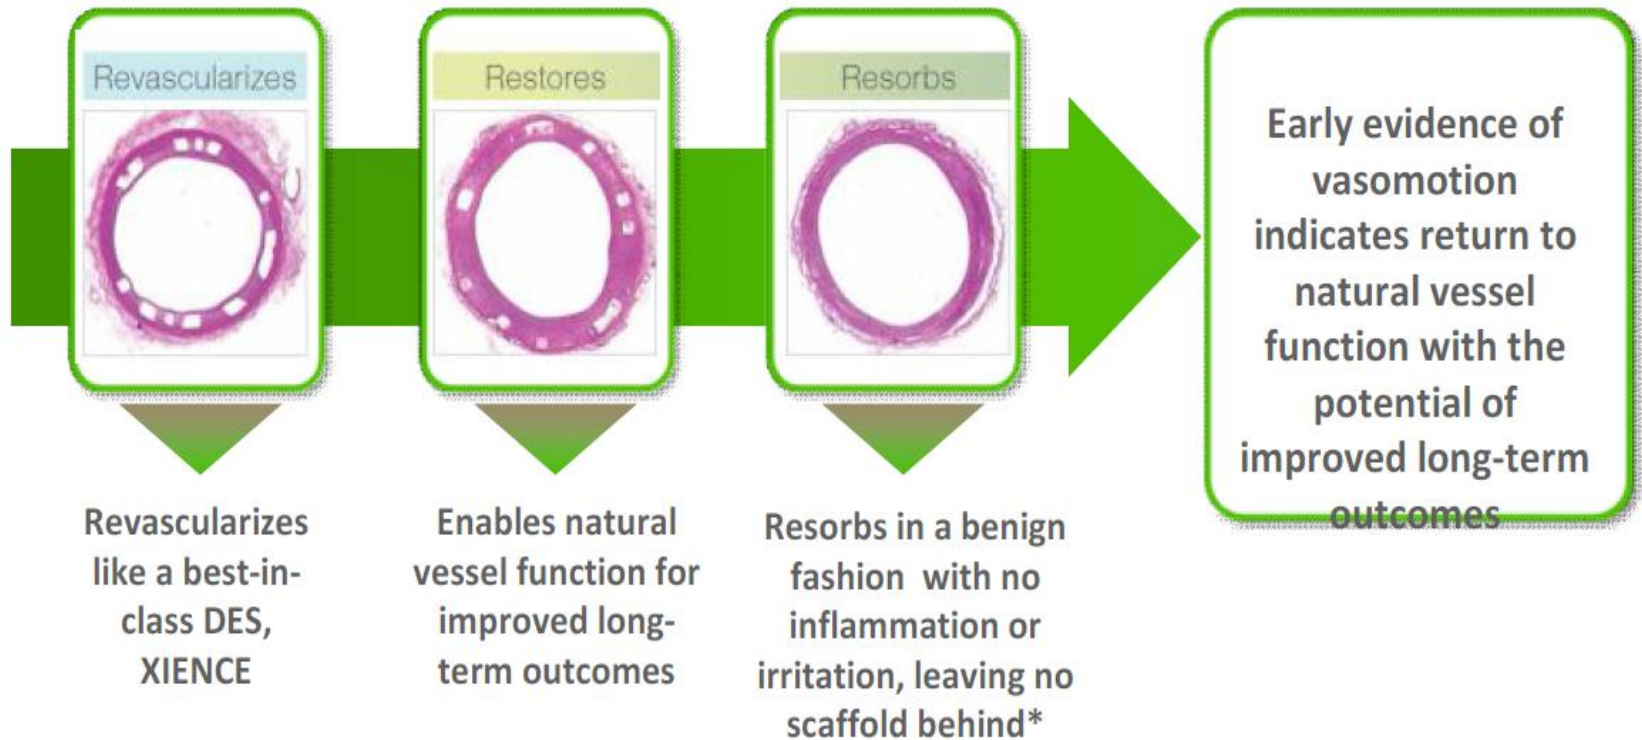 Revascularizes
Restores
Resorbs
Early evidence of
vasomotion
indicates return to
natural vessel
function with the
potential of
improved long-term
outcomes
Revascularizes
like a best-in-
class DES,
XIENCE
Enables natural
vessel function for
improved long-
term outcomes
Resorbs in a benign
fashion  with no
inflammation or
irritation, leaving no
scaffold behind*